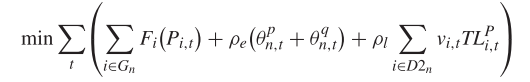 min ∑_t ( ∑_{i∈G_n} F_i(P_{i,t}) + ρ_e(θ^p_{n,t} + θ^q_{n,t}) + ρ_l ∑_{i∈D2_n} v_{i,t}TL^P_{i,t} )